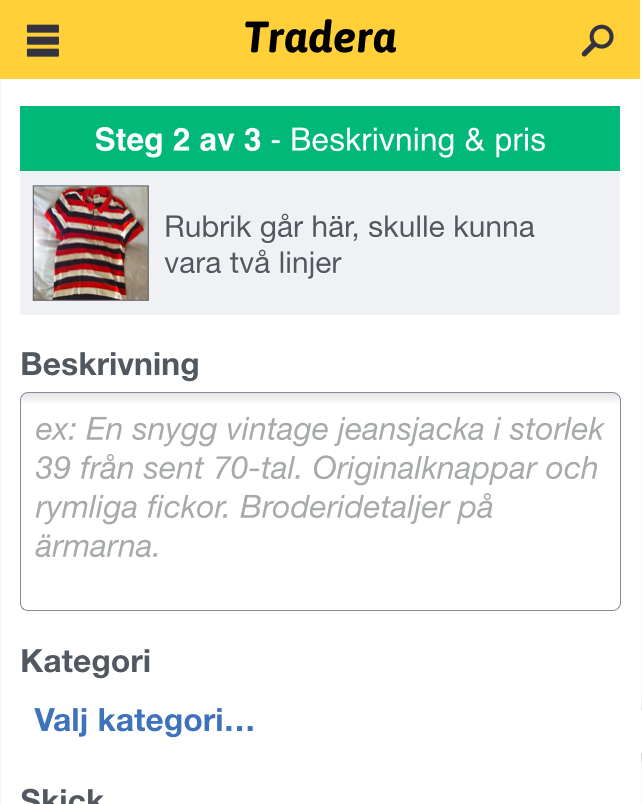 Tradera
Steg 2 av 3 - Beskrivning & pris
Rubrik går här, skulle kunna
vara två linjer
Beskrivning
ex: En snygg vintage jeansjacka i storlek
39 från sent 70-tal. Originalknappar och
rymliga fickor. Broderidetaljer på
ärmarna.
Kategori
Valj kategori...
Skick